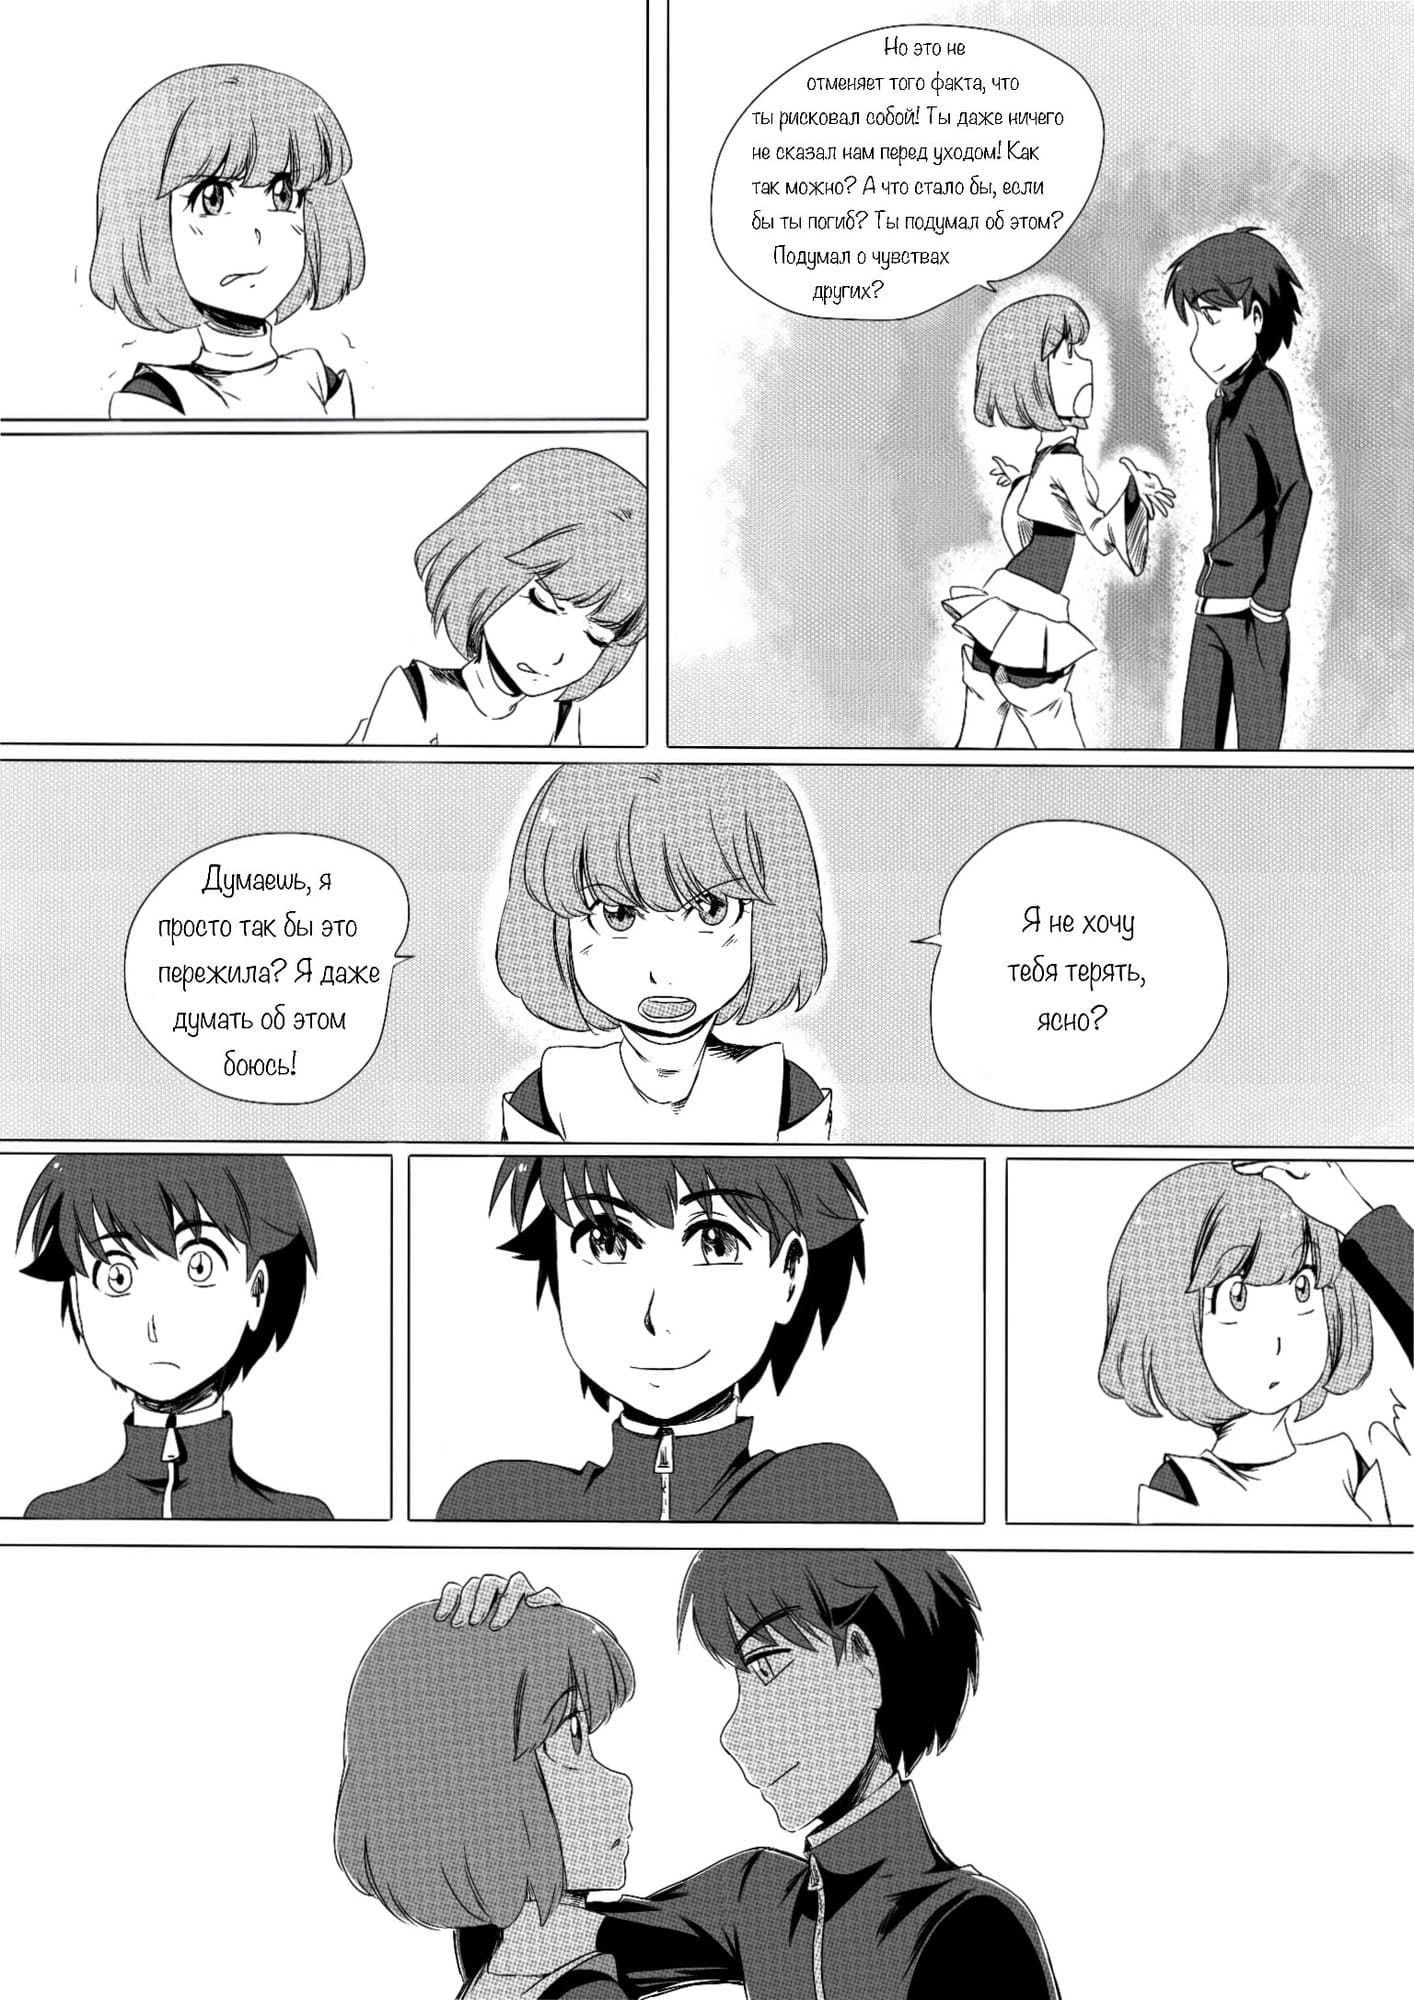 Но это не
отменяет того факта, что
ты рисковал собой! Ты даже ничего
не сказал нам перед уходом! Как
так можно? А что стало бы, если
бы ты погиб? Ты подумал об этом?
Подумал о чувствах
других?
Думаешь, я
просто так бы это
пережила? Я даже
думать об этом
боюсь!
Я не хочу
тебя терять,
ясно?